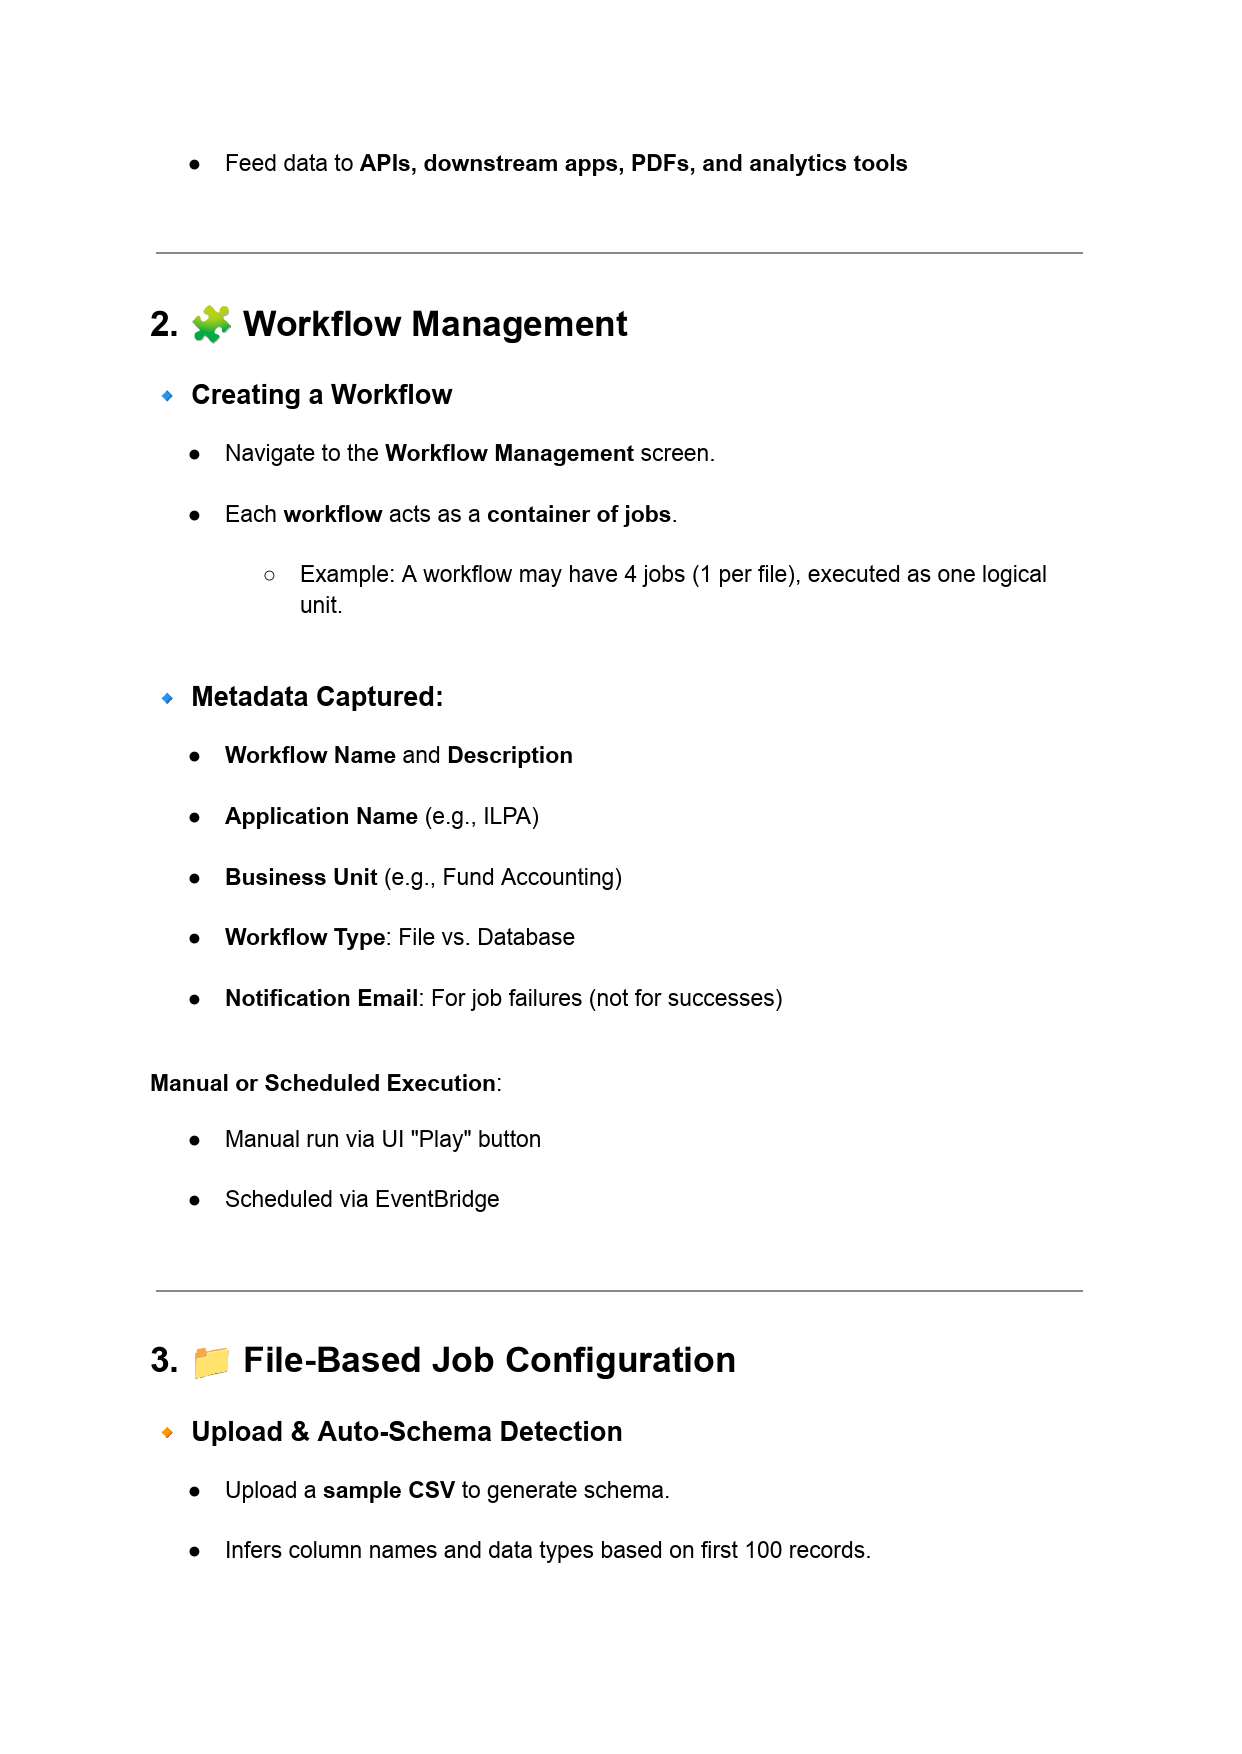 ● Feed data to APIs, downstream apps, PDFs, and analytics tools
2. 🧩 Workflow Management
🔹 Creating a Workflow
● Navigate to the Workflow Management screen.
● Each workflow acts as a container of jobs.
○ Example: A workflow may have 4 jobs (1 per file), executed as one logical
unit.
🔹 Metadata Captured:
● Workflow Name and Description
● Application Name (e.g., ILPA)
● Business Unit (e.g., Fund Accounting)
● Workflow Type: File vs. Database
● Notification Email: For job failures (not for successes)
Manual or Scheduled Execution:
● Manual run via UI "Play" button
● Scheduled via EventBridge
3. 📁 File-Based Job Configuration
🔸 Upload & Auto-Schema Detection
● Upload a sample CSV to generate schema.
● Infers column names and data types based on first 100 records.